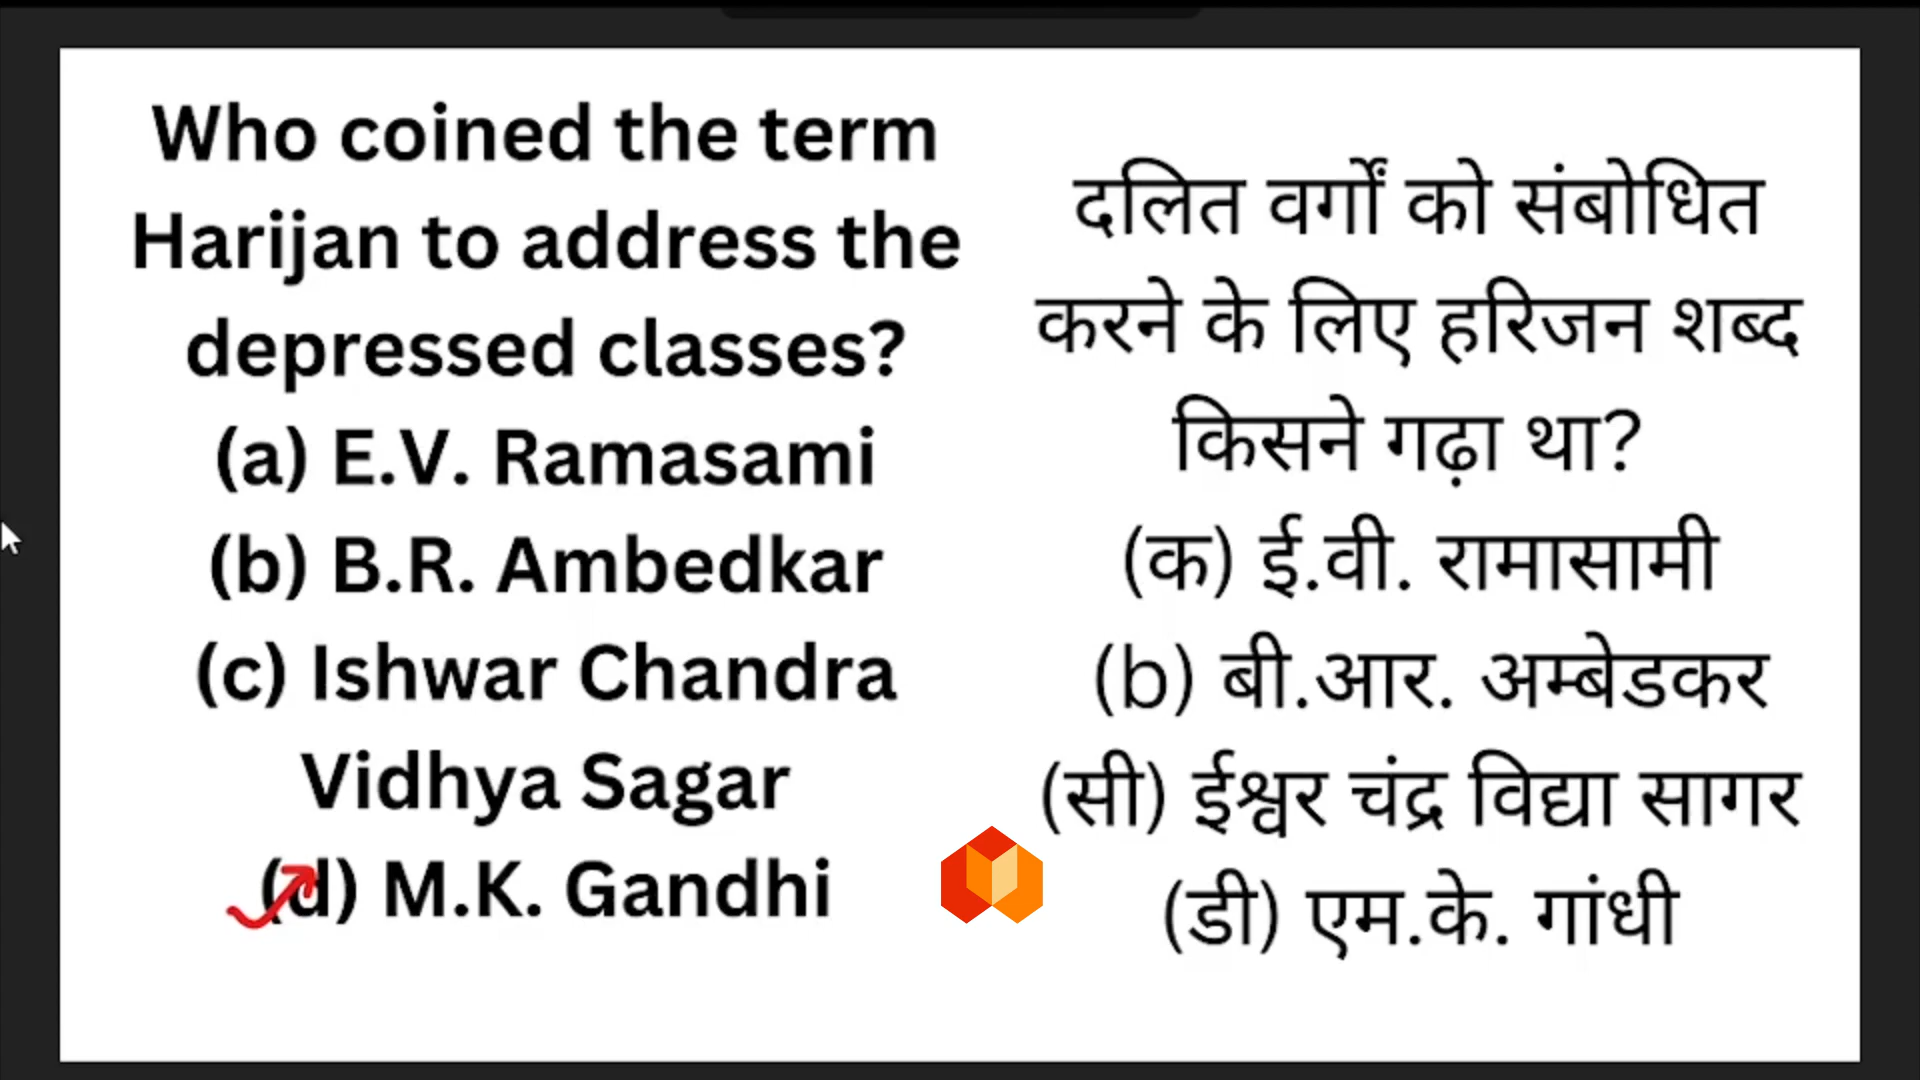 Who coined the term
Harijan to address the
depressed classes?
(a) E.V. Ramasami
(b) B.R. Ambedkar
(c) Ishwar Chandra
Vidhya Sagar
(d) M.K. Gandhi
दलित वर्गों को संबोधित
करने के लिए हरिजन शब्द
किसने गढ़ा था?
(क) ई.वी. रामासामी
(b) बी.आर. अम्बेडकर
(सी) ईश्वर चंद्र विद्या सागर
(डी) एम.के. गांधी